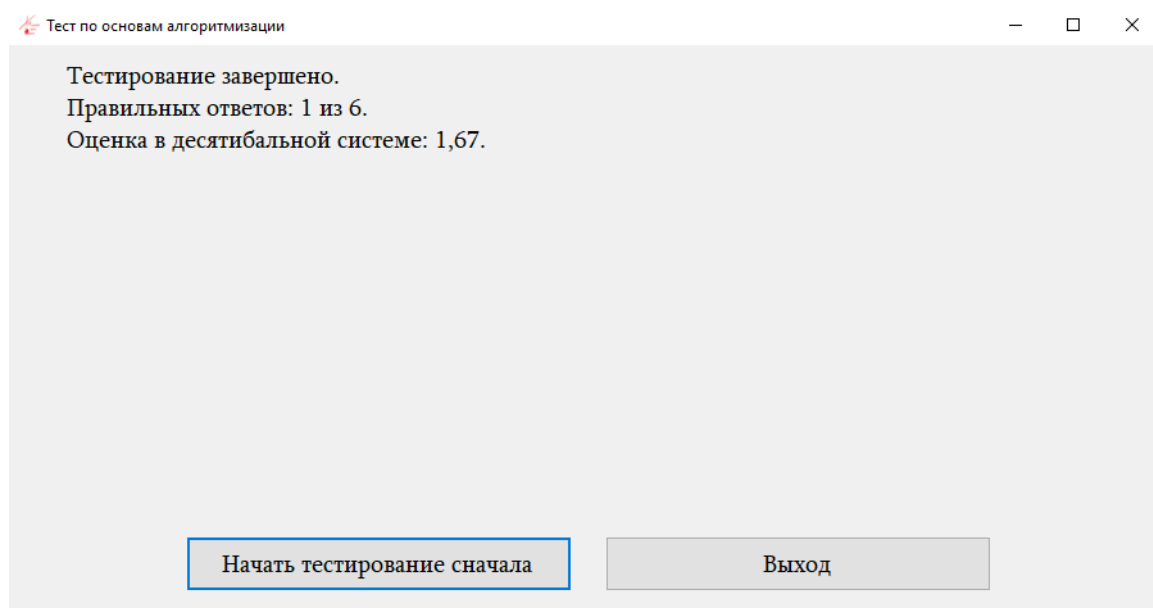 Тест по основам алгоритмизации
Тестирование завершено.
Правильных ответов: 1 из 6.
Оценка в десятибальной системе: 1,67.
Начать тестирование сначала
Выход